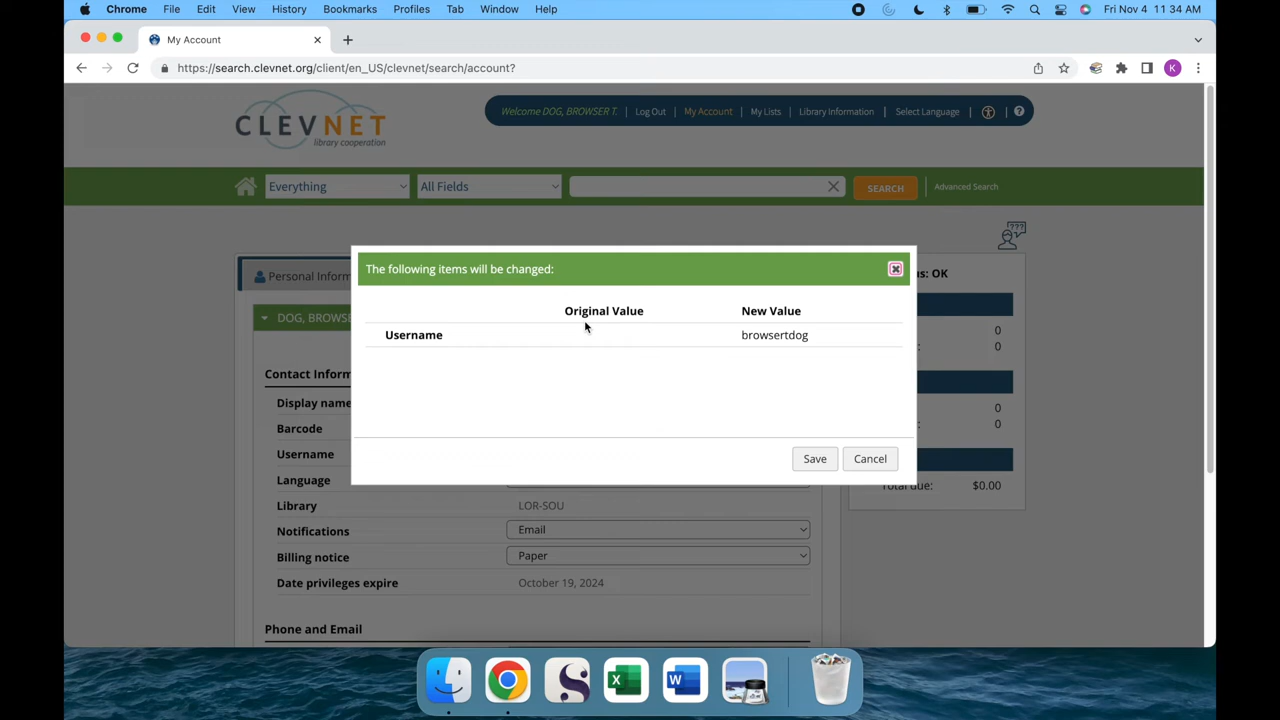 Chrome File Edit View History Bookmarks Profiles Tab Window Help Fri Nov 4 11:34 AM
My Account
https://search.clevnet.org/client/en_US/clevnet/search/account?
K
CLEVNET
library cooperation
Welcome DOG, BROWSER T. | Log Out | My Account | My Lists | Library Information | Select Language | ?
Everything All Fields SEARCH Advanced Search
???
Personal Inform
us: OK
The following items will be changed:
Original Value New Value
Username browsertdog
Save Cancel
DOG, BROWS
0
0
0
0
Total due: $0.00
Contact Inform
Display name
Barcode
Username
Language
Library LOR-SOU
Notifications Email
Billing notice Paper
Date privileges expire October 19, 2024
Phone and Email